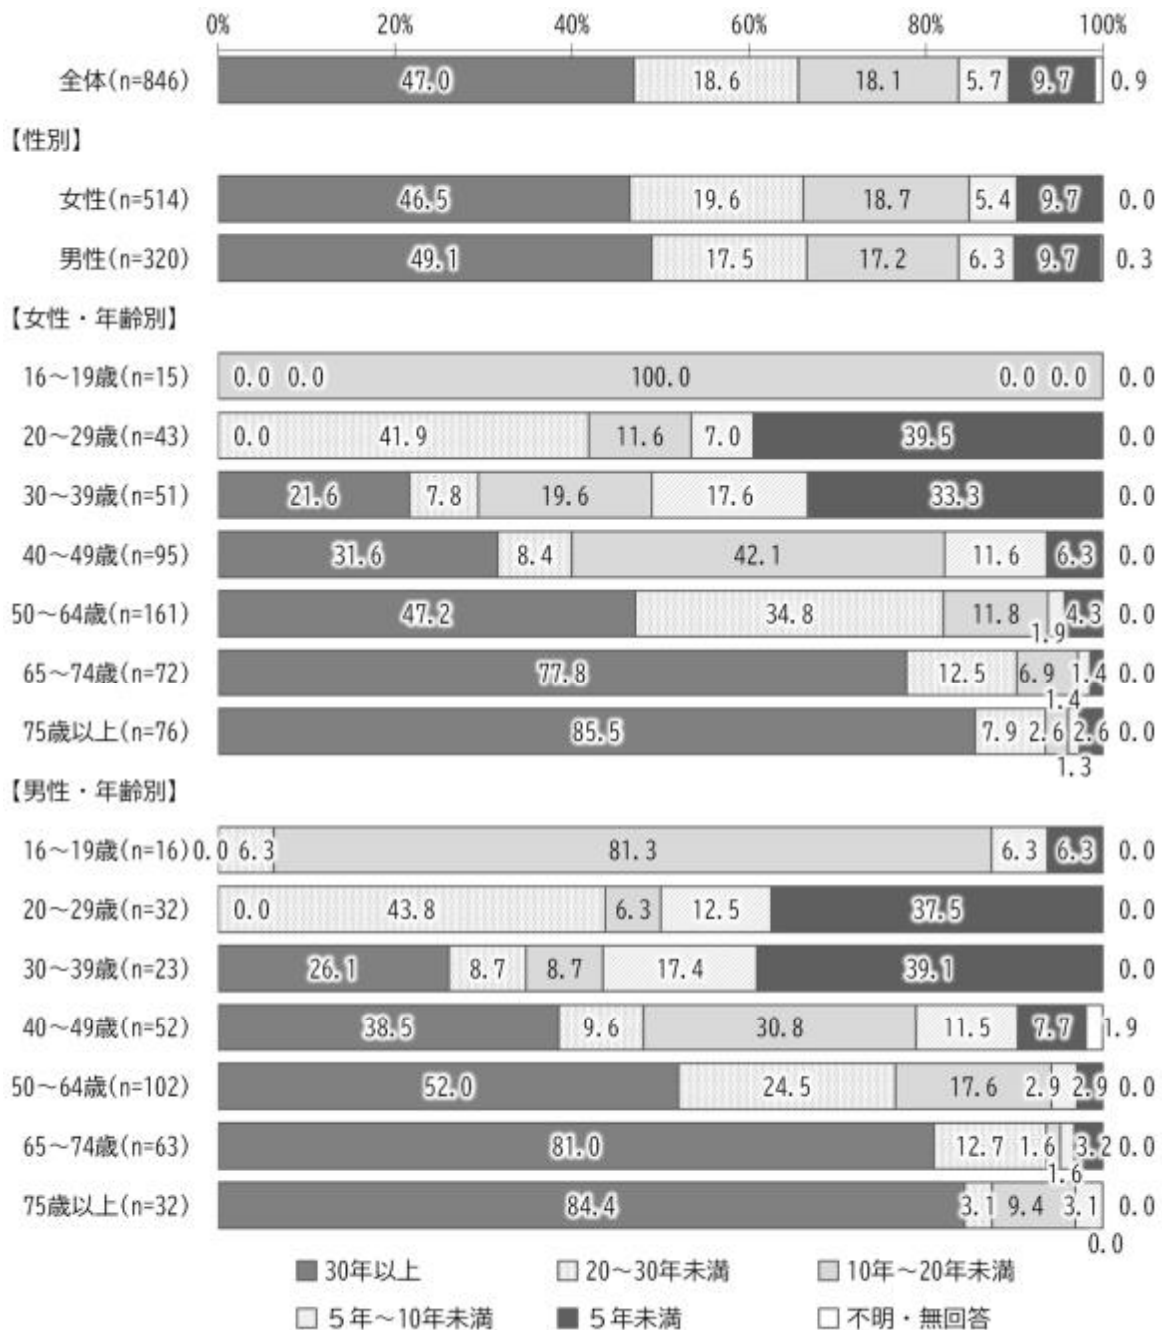 0% 20% 40% 60% 80% 100%
全体(n=846) 47.0 18.6 18.1 5.7 9.7 0.9
【性別】
女性(n=514) 46.5 19.6 18.7 5.4 9.7 0.0
男性(n=320) 49.1 17.5 17.2 6.3 9.7 0.3
【女性・年齢別】
16～19歳(n=15) 0.0 0.0 100.0 0.0 0.0 0.0
20～29歳(n=43) 0.0 41.9 11.6 7.0 39.5 0.0
30～39歳(n=51) 21.6 7.8 19.6 17.6 33.3 0.0
40～49歳(n=95) 31.6 8.4 42.1 11.6 6.3 0.0
50～64歳(n=161) 47.2 34.8 11.8 1.9 4.3 0.0
65～74歳(n=72) 77.8 12.5 6.9 1.4 1.4 0.0
75歳以上(n=76) 85.5 7.9 2.6 1.3 2.6 0.0
【男性・年齢別】
16～19歳(n=16) 0.0 6.3 81.3 6.3 6.3 0.0
20～29歳(n=32) 0.0 43.8 6.3 12.5 37.5 0.0
30～39歳(n=23) 26.1 8.7 8.7 17.4 39.1 0.0
40～49歳(n=52) 38.5 9.6 30.8 11.5 7.7 1.9
50～64歳(n=102) 52.0 24.5 17.6 2.9 2.9 0.0
65～74歳(n=63) 81.0 12.7 1.6 1.6 3.2 0.0
75歳以上(n=32) 84.4 3.1 9.4 3.1 0.0 0.0
30年以上 20～30年未満 10年～20年未満
５年～10年未満 ５年未満 不明・無回答